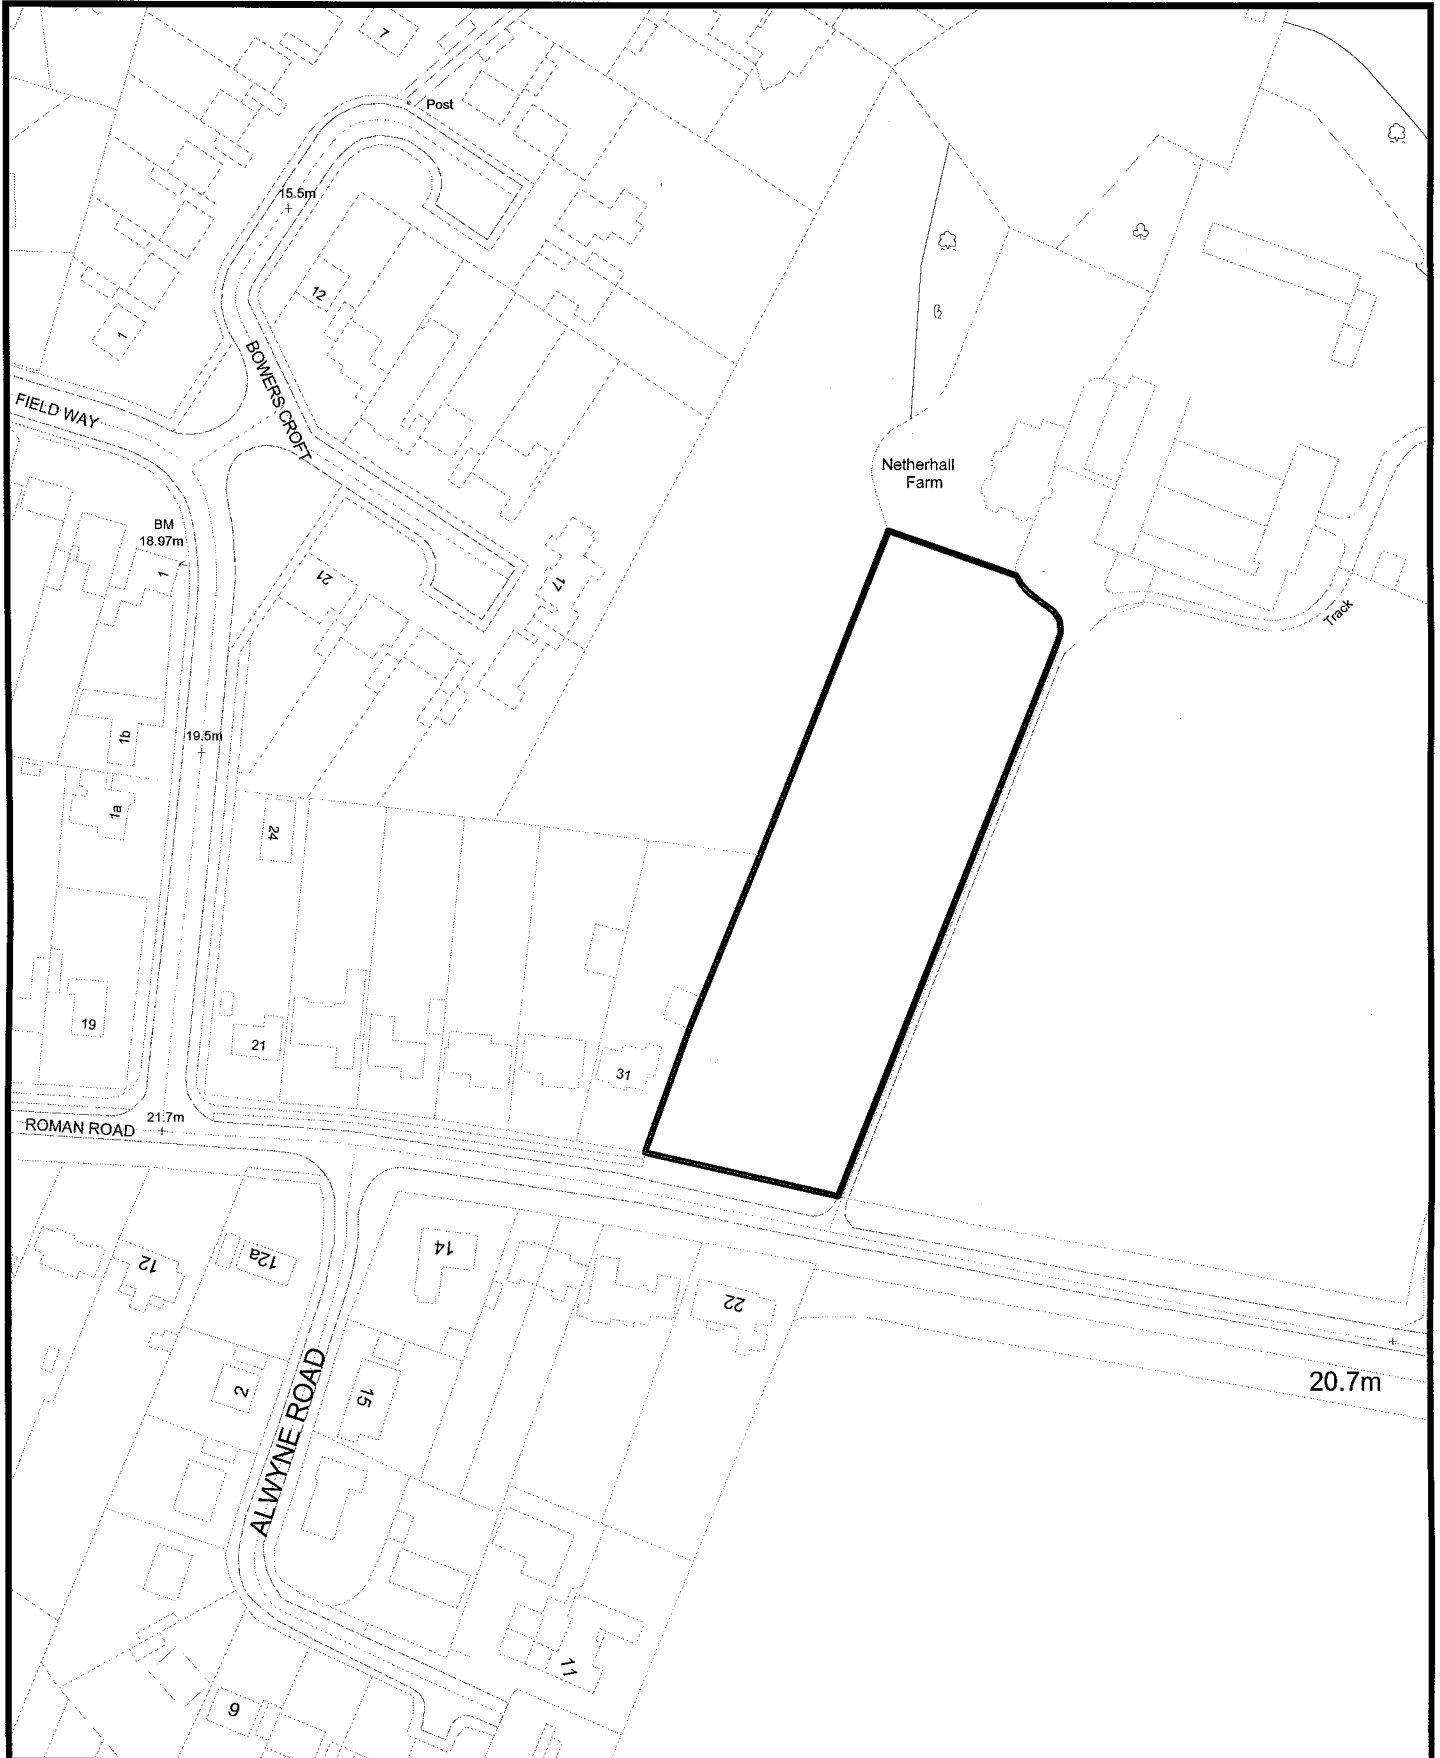 7
Post
15.5m
12
1
BOWERS CROFT
FIELD WAY
Netherhall
Farm
BM
18.97m
1
21
17
Track
1b
19.5m
1a
24
19
21
31
21.7m
ROMAN ROAD
12
12a
14
22
20.7m
2
15
ALWYNE ROAD
11
9